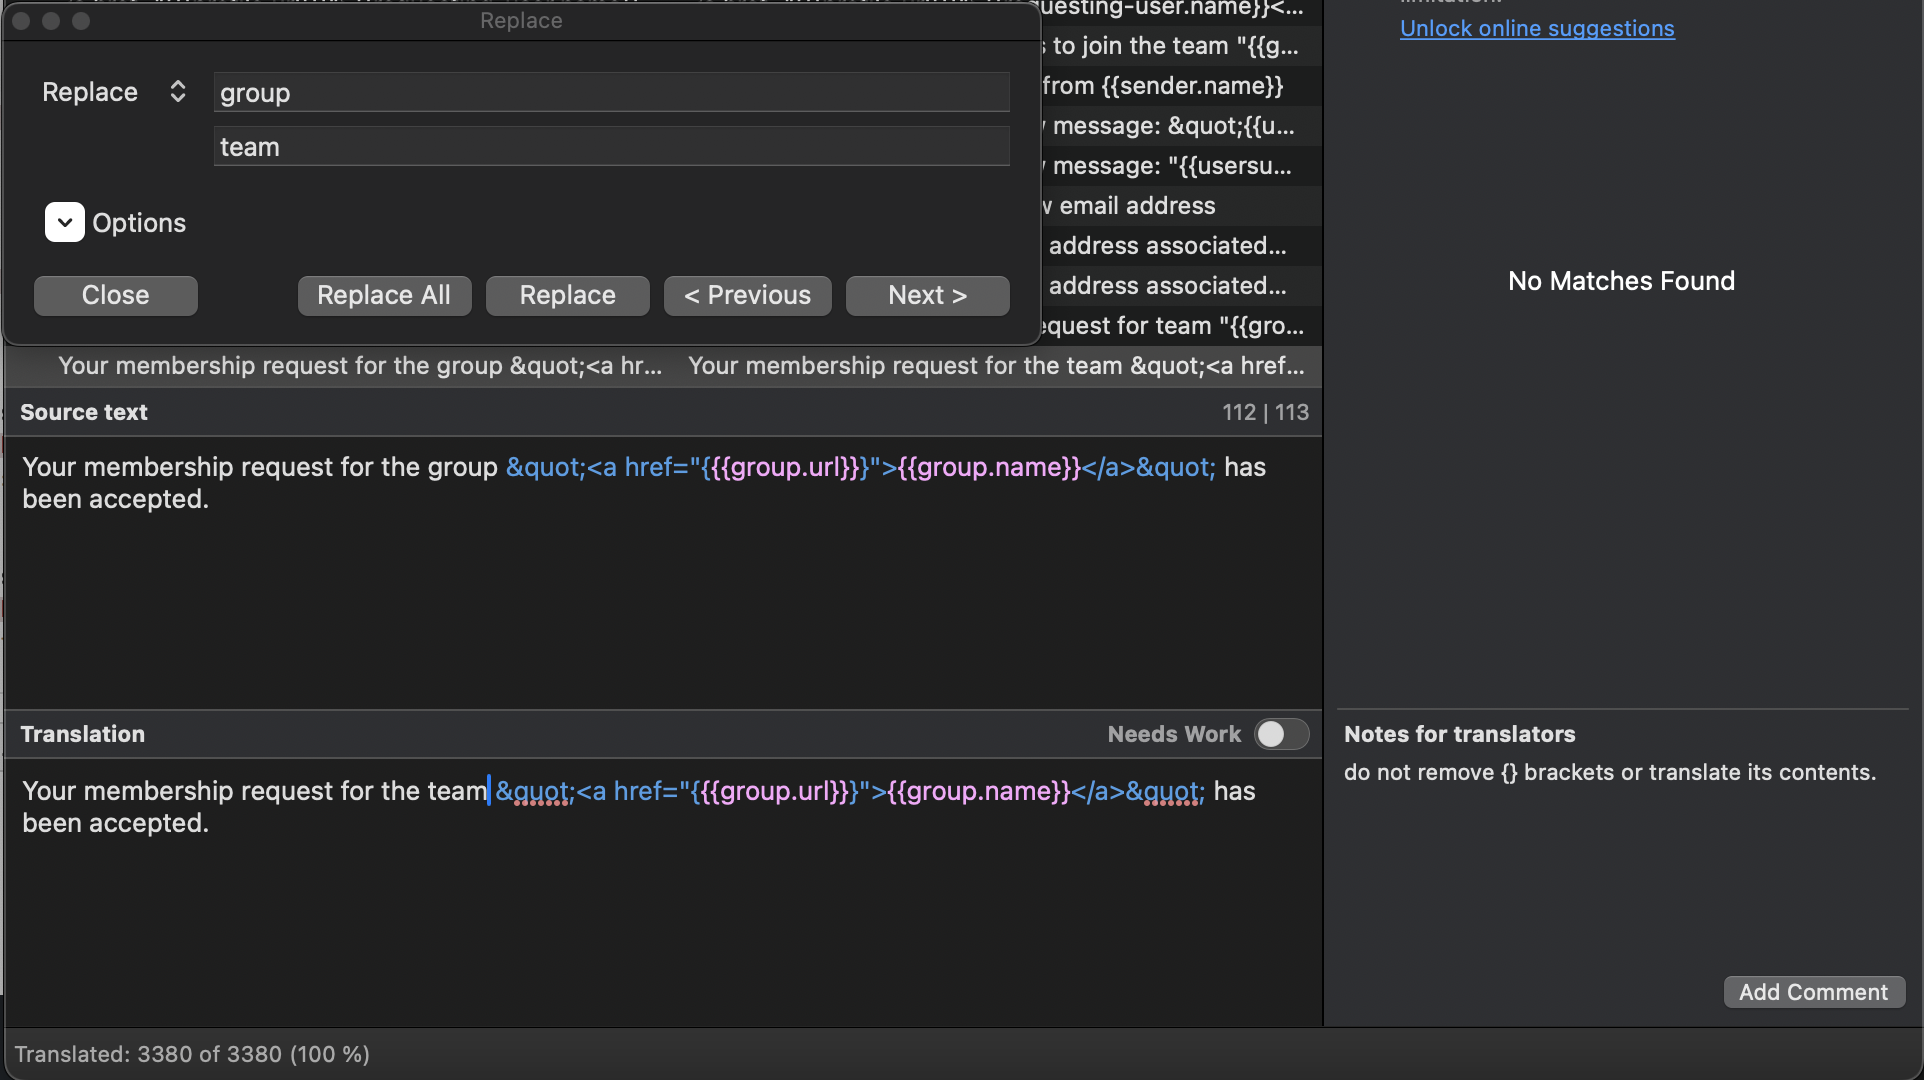 Replace
Replace
group
team
Options
Close
Replace All
Replace
< Previous
Next >
to join the team "{{g...
from {{sender.name}}
message: &quot;{{u...
message: "{{usersu...
email address
address associated...
address associated...
equest for team "{{gro...
Your membership request for the group &quot;<a hr...
Your membership request for the team &quot;<a href...
Source text
112 | 113
Your membership request for the group &quot;<a href="{{{group.url}}}">{{group.name}}</a>&quot; has
been accepted.
Translation
Needs Work
Your membership request for the team &quot;<a href="{{{group.url}}}">{{group.name}}</a>&quot; has
been accepted.
Translated: 3380 of 3380 (100 %)
Unlock online suggestions
No Matches Found
Notes for translators
do not remove {} brackets or translate its contents.
Add Comment